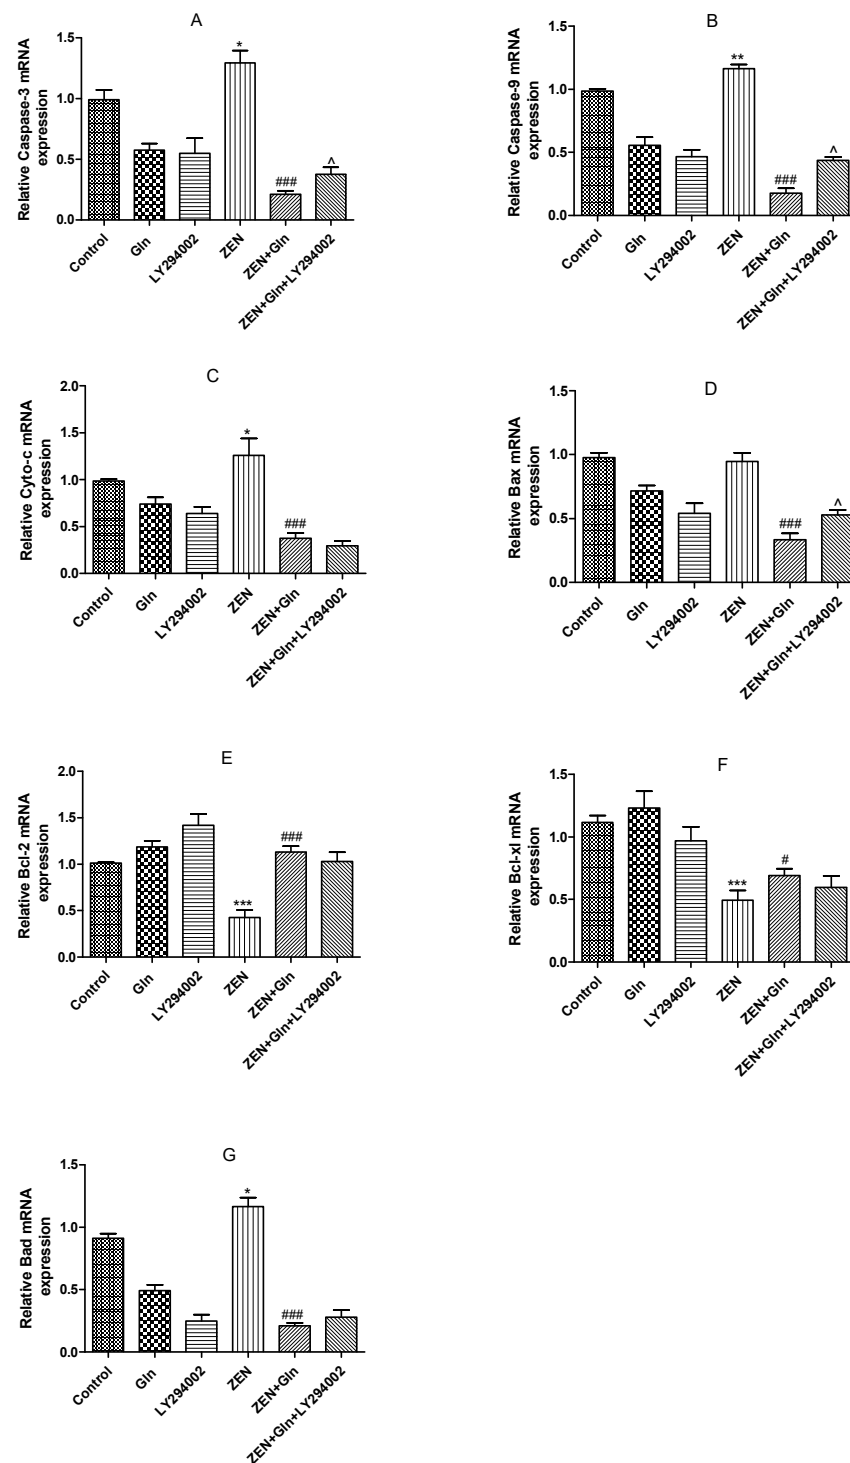 A
Relative Caspase-3 mRNA
expression
1.5
1.0
0.5
0.0
*
###
^
Control
Gln
LY294002
ZEN
ZEN+Gln
ZEN+Gln+LY294002
B
Relative Caspase-9 mRNA
expression
1.5
1.0
0.5
0.0
**
###
^
Control
Gln
LY294002
ZEN
ZEN+Gln
ZEN+Gln+LY294002
C
Relative Cyto-c mRNA
expression
2.0
1.5
1.0
0.5
0.0
*
###
Control
Gln
LY294002
ZEN
ZEN+Gln
ZEN+Gln+LY294002
D
Relative Bax mRNA
expression
1.5
1.0
0.5
0.0
###
^
Control
Gln
LY294002
ZEN
ZEN+Gln
ZEN+Gln+LY294002
E
Relative Bcl-2 mRNA
expression
2.0
1.5
1.0
0.5
0.0
***
###
Control
Gln
LY294002
ZEN
ZEN+Gln
ZEN+Gln+LY294002
F
Relative Bcl-xl mRNA
expression
1.5
1.0
0.5
0.0
***
#
Control
Gln
LY294002
ZEN
ZEN+Gln
ZEN+Gln+LY294002
G
Relative Bad mRNA
expression
1.5
1.0
0.5
0.0
*
###
Control
Gln
LY294002
ZEN
ZEN+Gln
ZEN+Gln+LY294002